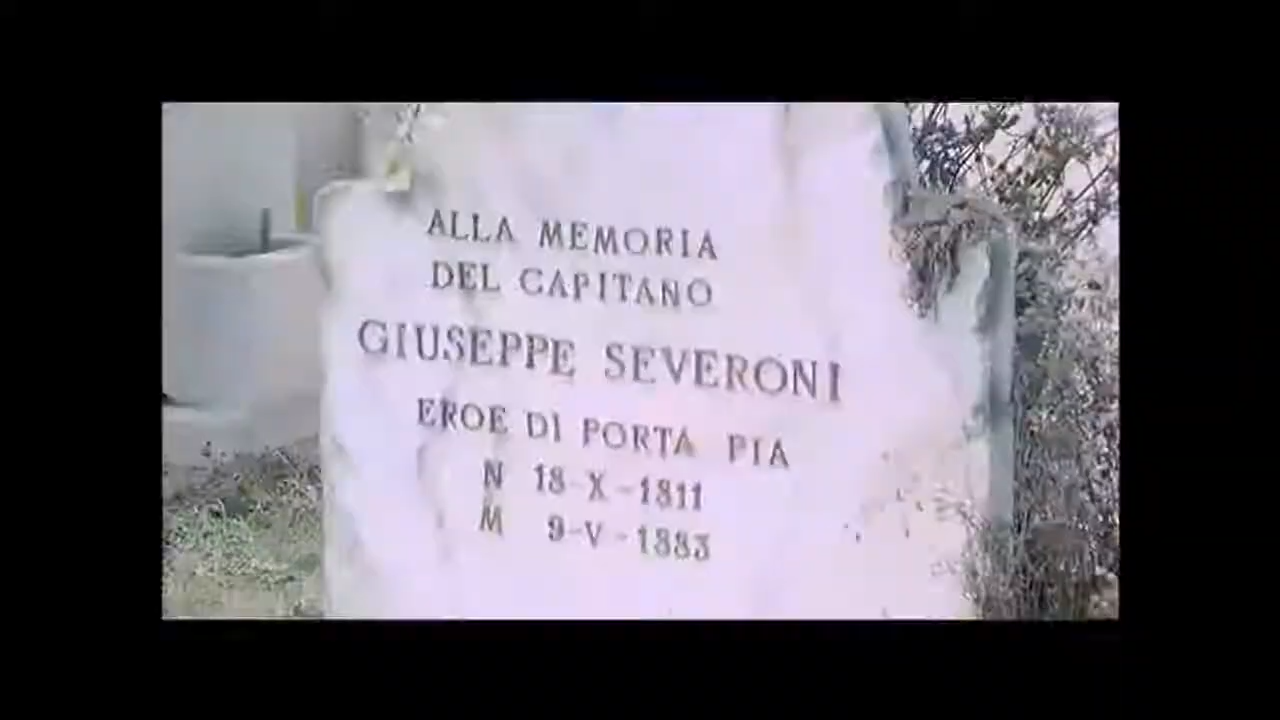 ALLA MEMORIA
DEL CAPITANO
GIUSEPPE SEVERONI
EROE DI PORTA PIA
N 18-X-1811
M 9-V-1883